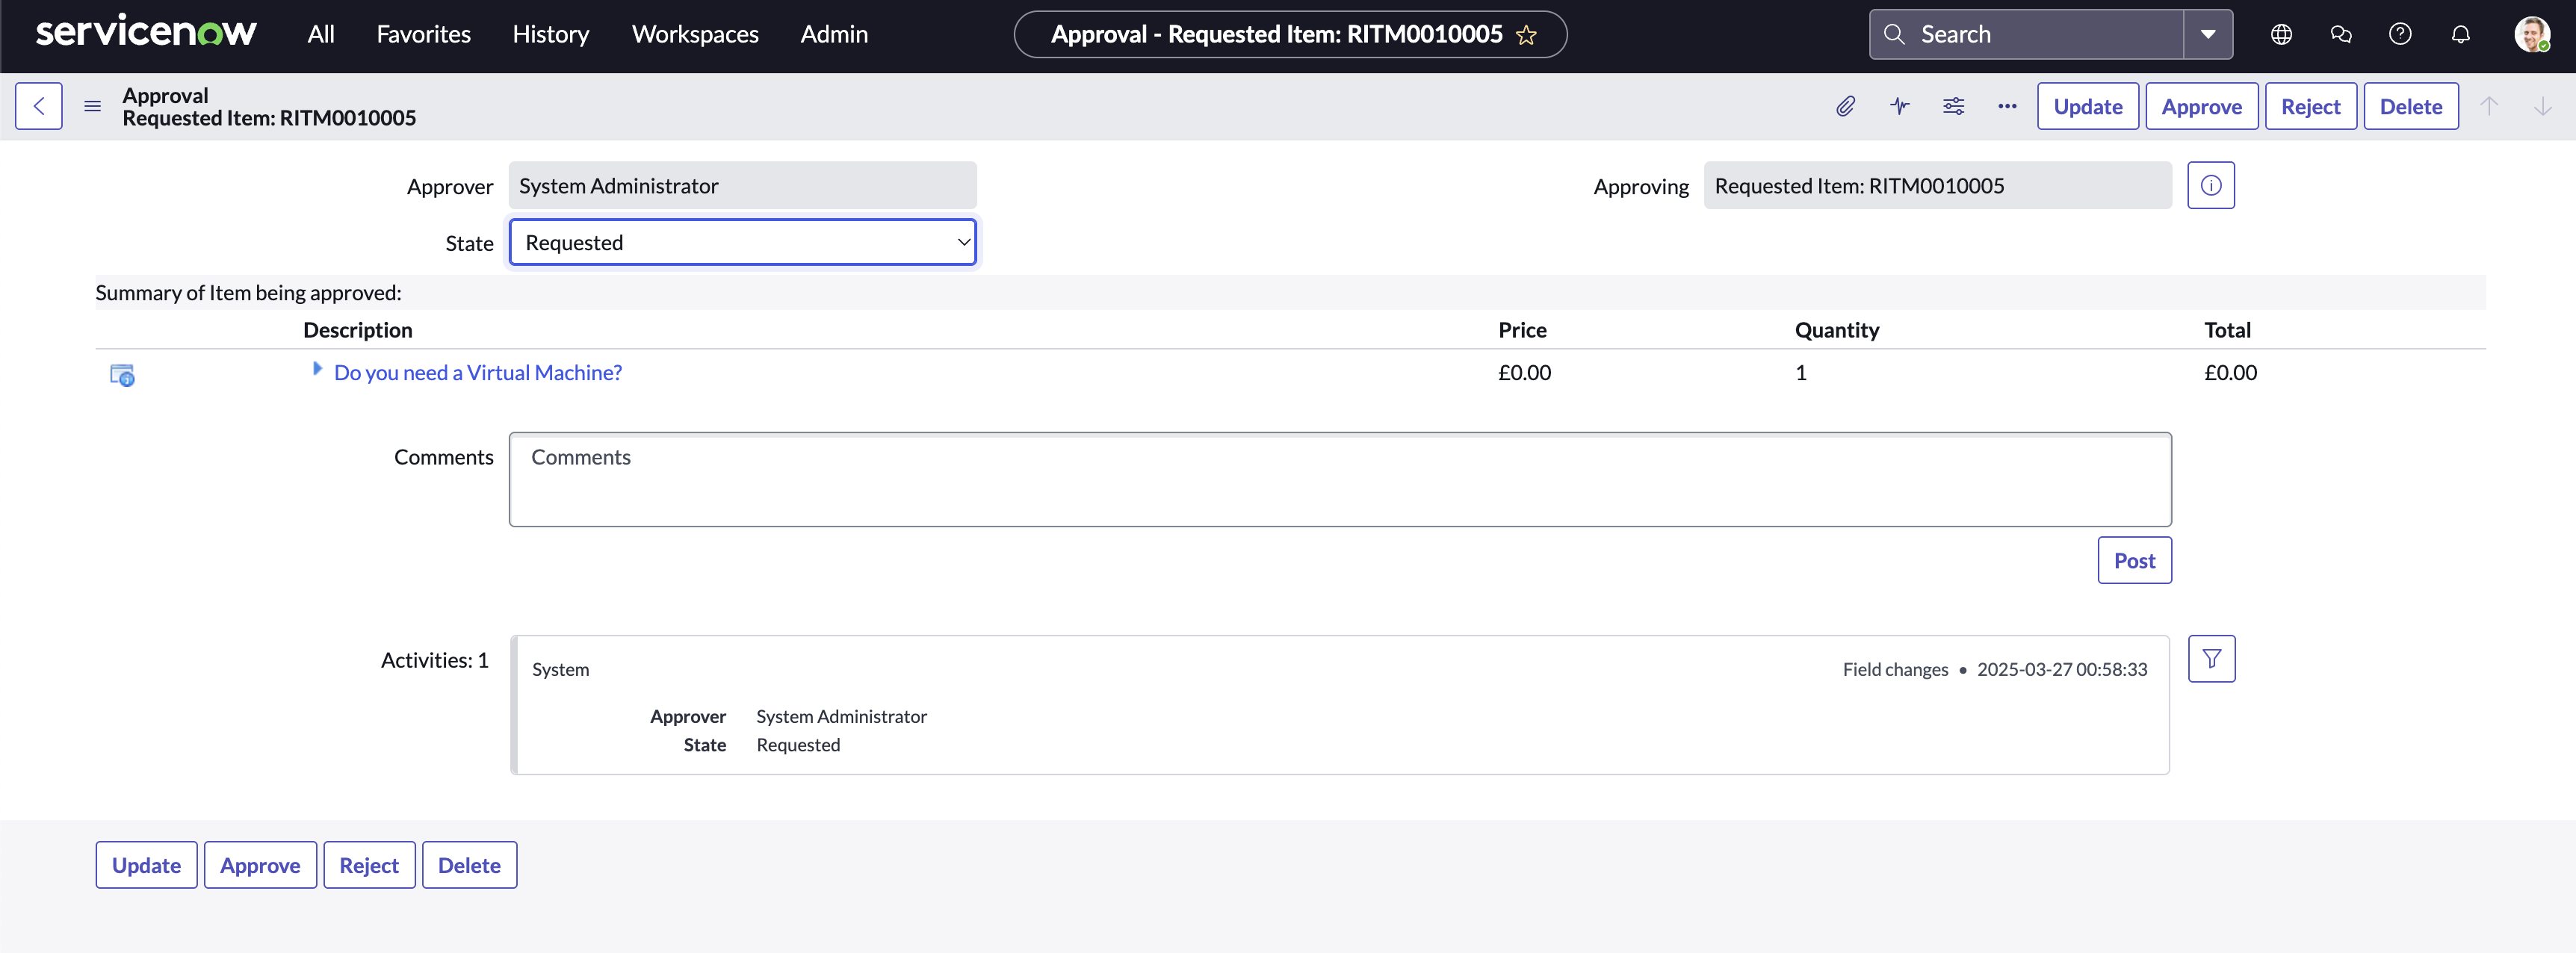 servicenow All Favorites History Workspaces Admin Approval - Requested Item: RITM0010005 Search
Approval
Requested Item: RITM0010005
Update Approve Reject Delete
Approver System Administrator Approving Requested Item: RITM0010005
State Requested
Summary of Item being approved:
Description Price Quantity Total
Do you need a Virtual Machine? £0.00 1 £0.00
Comments Comments
Post
Activities: 1
System Field changes • 2025-03-27 00:58:33
Approver System Administrator
State Requested
Update Approve Reject Delete